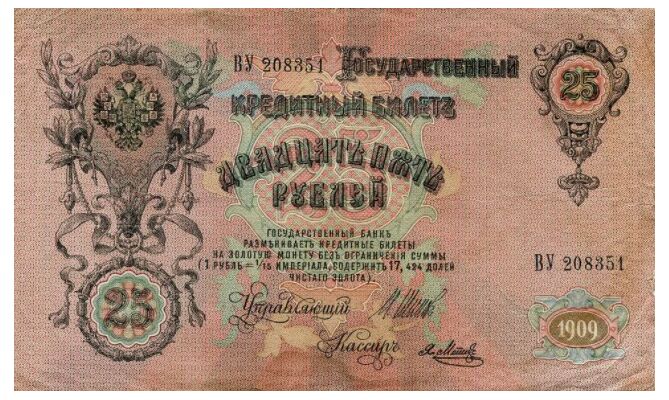 ВУ 208351 Государственный
Кредитный билетъ
25
Двадцать пять
рублей
Государственный банкъ
размѣниваетъ кредитные билеты
на золотую монету безъ ограниченія суммы
(1 рубль = 1/15 имперіала, содержитъ 17,424 долей
чистаго золота).
ВУ 208351
25
Управляющій
Кассиръ
1909